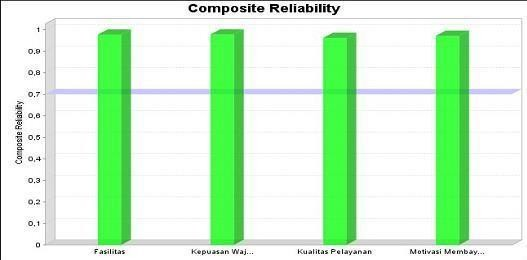 Composite Reliability
1
0,9
0,8
0,7
0,6
0,5
0,4
0,3
0,2
0,1
0
Composite Reliability
Fasilitas
Kepuasan Waj...
Kualitas Pelayanan
Motivasi Membay...